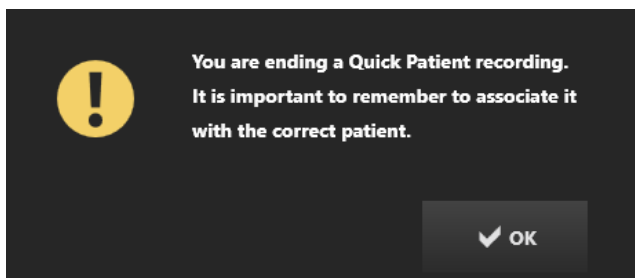 You are ending a Quick Patient recording.
It is important to remember to associate it
with the correct patient.
OK